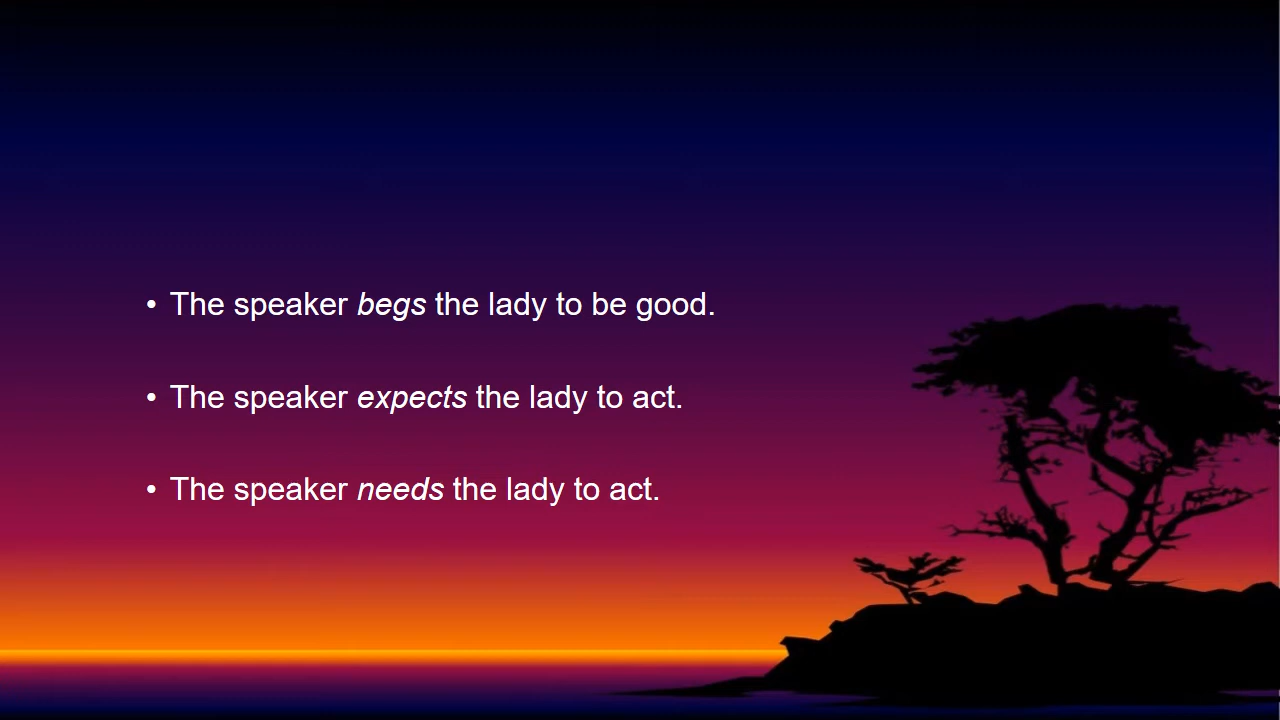 • The speaker begs the lady to be good.
• The speaker expects the lady to act.
• The speaker needs the lady to act.